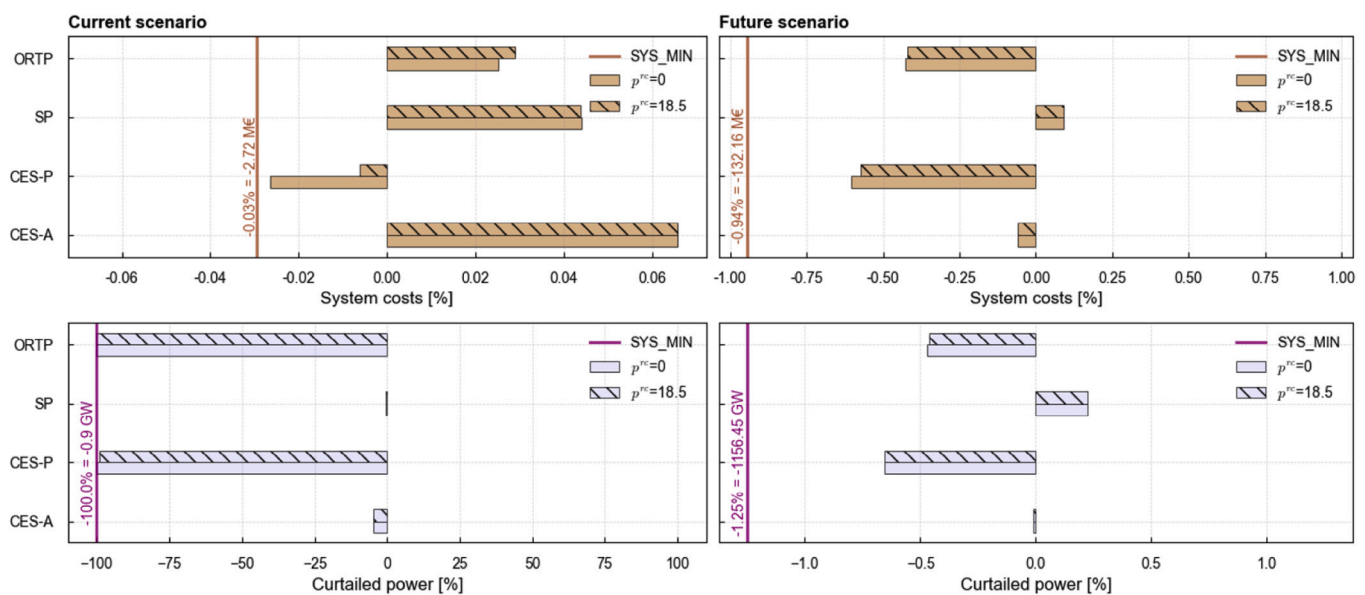 Current scenario
ORTP
SP
CES-P
CES-A
-0.03% = -2.72 M€
SYS_MIN
p^rc=0
p^rc=18.5
-0.06
-0.04
-0.02
0.00
0.02
0.04
0.06
System costs [%]
Future scenario
-0.94% = -132.16 M€
SYS_MIN
p^rc=0
p^rc=18.5
-1.00
-0.75
-0.50
-0.25
0.00
0.25
0.50
0.75
1.00
System costs [%]
ORTP
SP
CES-P
CES-A
-100.0% = -0.9 GW
SYS_MIN
p^rc=0
p^rc=18.5
-100
-75
-50
-25
0
25
50
75
100
Curtailed power [%]
-1.25% = -1156.45 GW
SYS_MIN
p^rc=0
p^rc=18.5
−1.0
−0.5
0.0
0.5
1.0
Curtailed power [%]